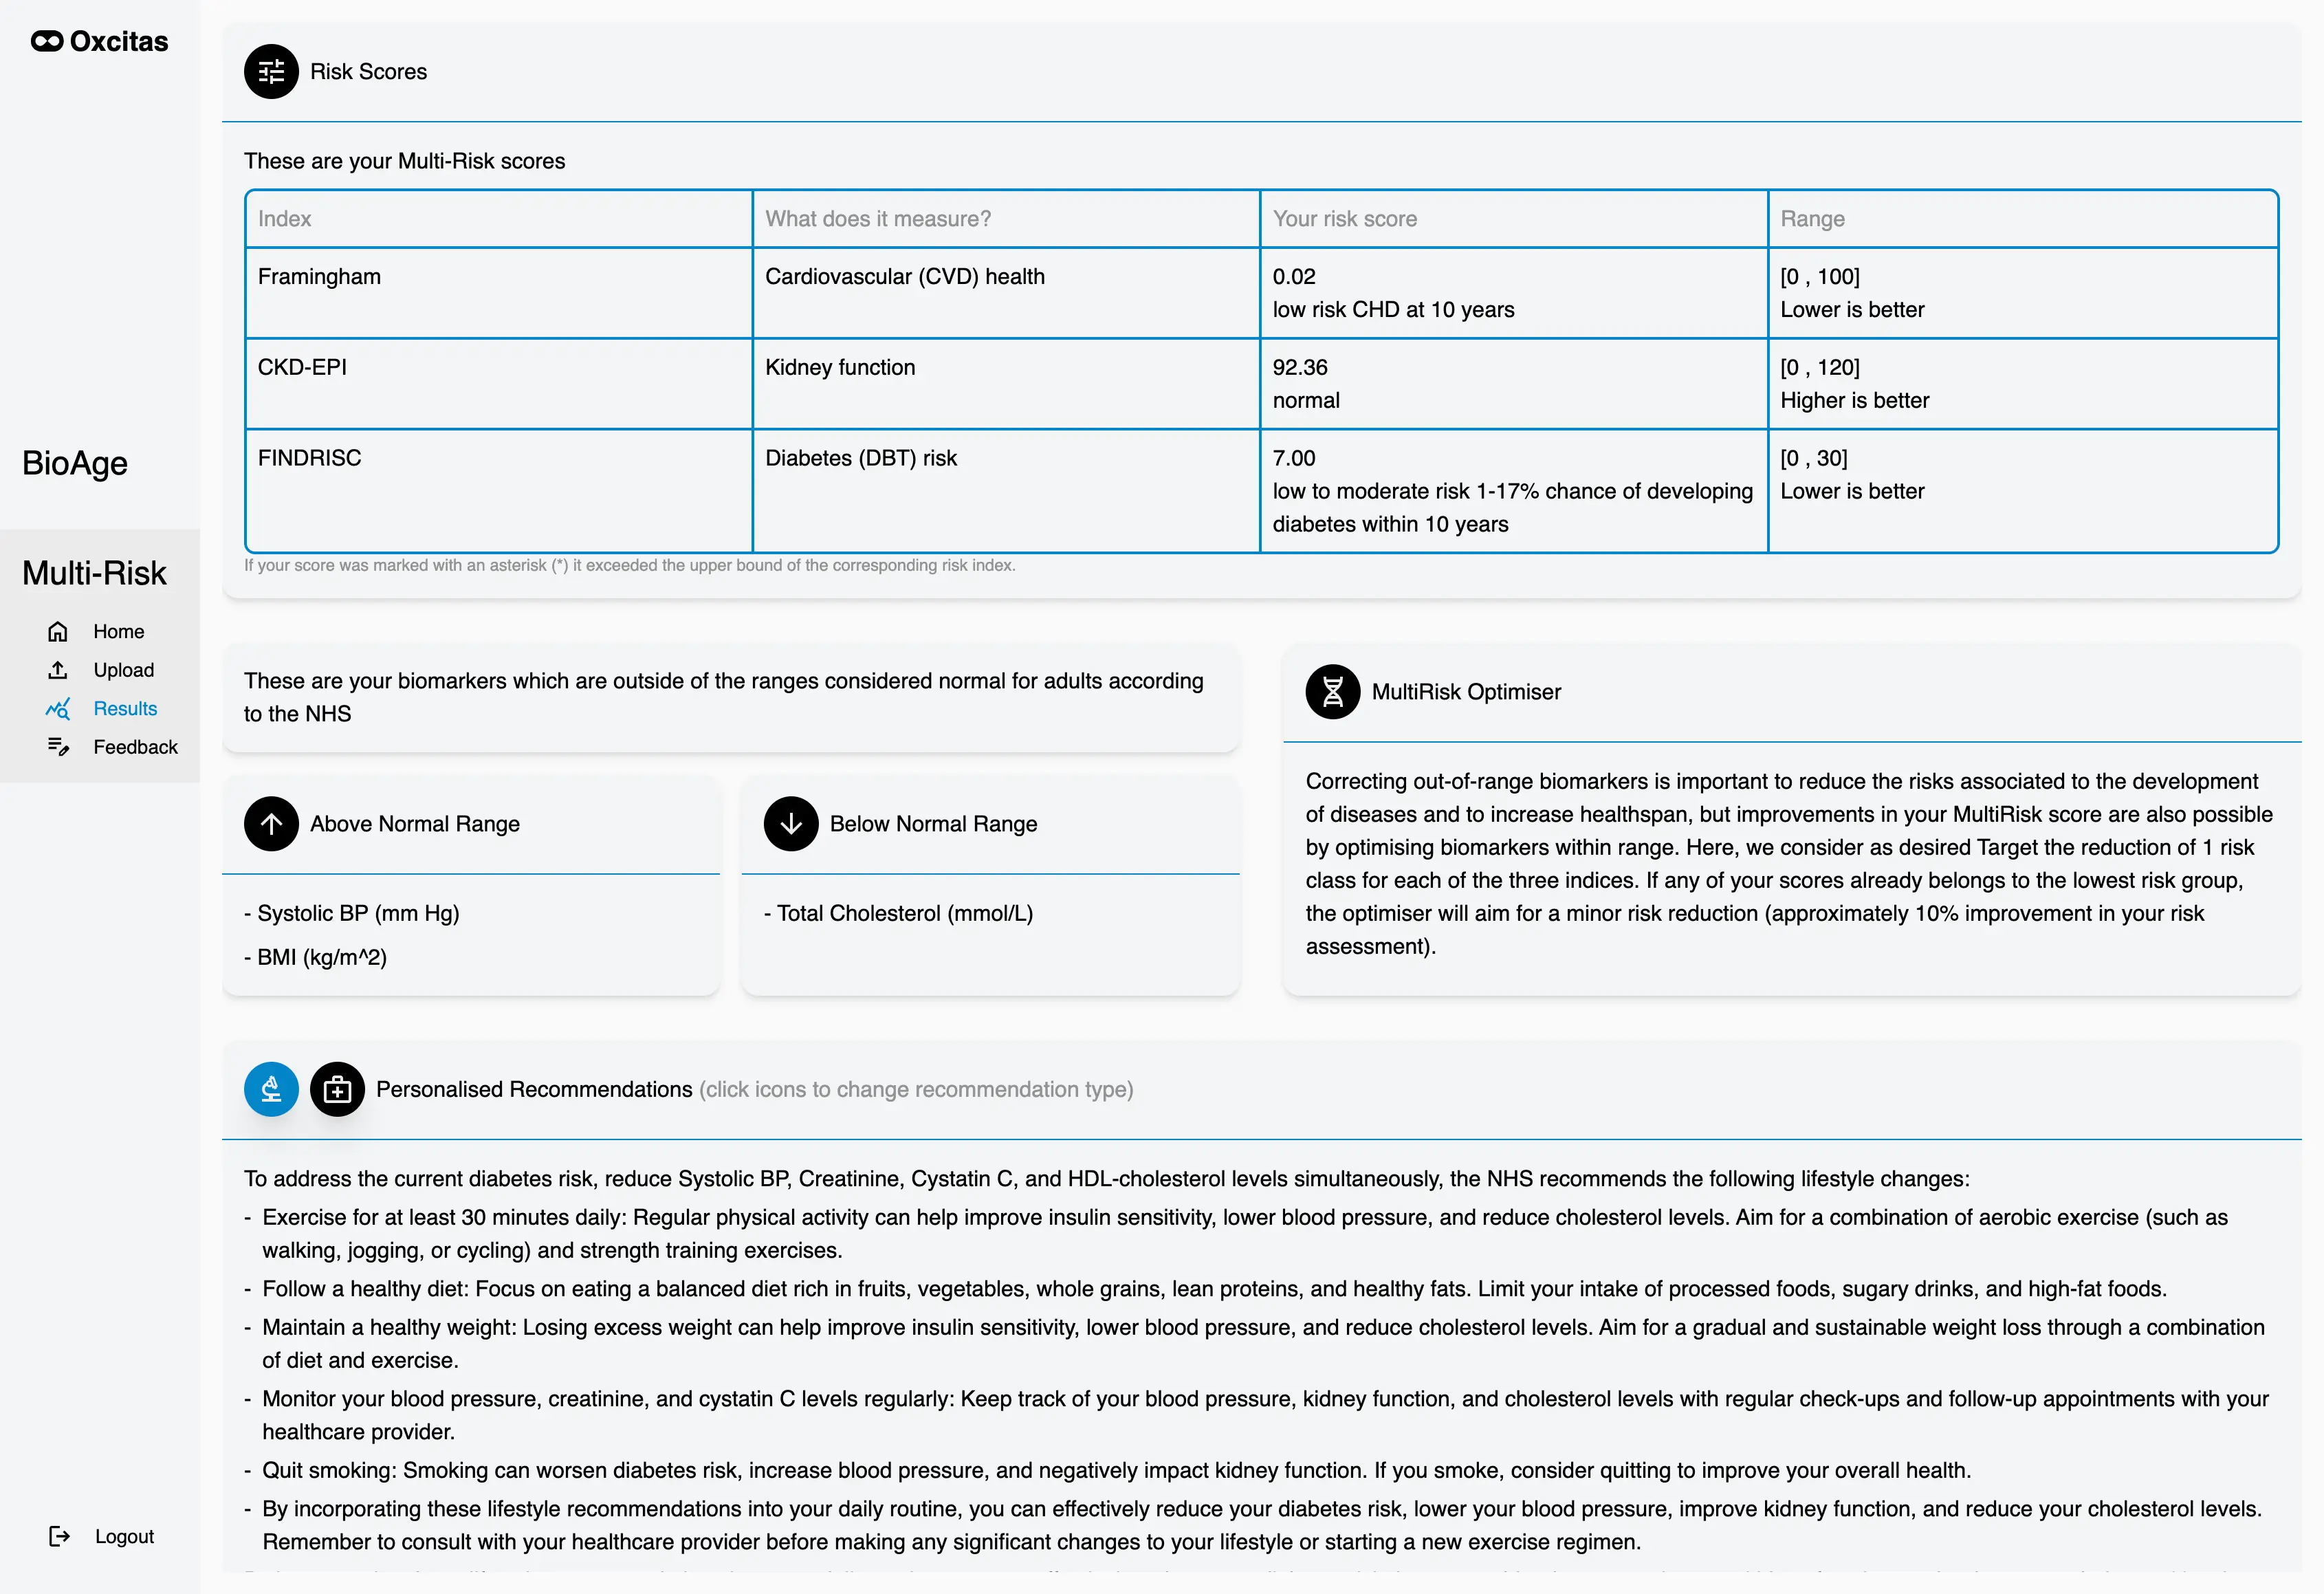 Oxcitas
BioAge
Multi-Risk
Home
Upload
Results
Feedback
Logout
Risk Scores
These are your Multi-Risk scores
Index
What does it measure?
Your risk score
Range
Framingham
Cardiovascular (CVD) health
0.02
low risk CHD at 10 years
[0 , 100]
Lower is better
CKD-EPI
Kidney function
92.36
normal
[0 , 120]
Higher is better
FINDRISC
Diabetes (DBT) risk
7.00
low to moderate risk 1-17% chance of developing
diabetes within 10 years
[0 , 30]
Lower is better
If your score was marked with an asterisk (*) it exceeded the upper bound of the corresponding risk index.
These are your biomarkers which are outside of the ranges considered normal for adults according
to the NHS
Above Normal Range
- Systolic BP (mm Hg)
- BMI (kg/m^2)
Below Normal Range
- Total Cholesterol (mmol/L)
MultiRisk Optimiser
Correcting out-of-range biomarkers is important to reduce the risks associated to the development
of diseases and to increase healthspan, but improvements in your MultiRisk score are also possible
by optimising biomarkers within range. Here, we consider as desired Target the reduction of 1 risk
class for each of the three indices. If any of your scores already belongs to the lowest risk group,
the optimiser will aim for a minor risk reduction (approximately 10% improvement in your risk
assessment).
Personalised Recommendations (click icons to change recommendation type)
To address the current diabetes risk, reduce Systolic BP, Creatinine, Cystatin C, and HDL-cholesterol levels simultaneously, the NHS recommends the following lifestyle changes:
- Exercise for at least 30 minutes daily: Regular physical activity can help improve insulin sensitivity, lower blood pressure, and reduce cholesterol levels. Aim for a combination of aerobic exercise (such as
walking, jogging, or cycling) and strength training exercises.
- Follow a healthy diet: Focus on eating a balanced diet rich in fruits, vegetables, whole grains, lean proteins, and healthy fats. Limit your intake of processed foods, sugary drinks, and high-fat foods.
- Maintain a healthy weight: Losing excess weight can help improve insulin sensitivity, lower blood pressure, and reduce cholesterol levels. Aim for a gradual and sustainable weight loss through a combination
of diet and exercise.
- Monitor your blood pressure, creatinine, and cystatin C levels regularly: Keep track of your blood pressure, kidney function, and cholesterol levels with regular check-ups and follow-up appointments with your
healthcare provider.
- Quit smoking: Smoking can worsen diabetes risk, increase blood pressure, and negatively impact kidney function. If you smoke, consider quitting to improve your overall health.
- By incorporating these lifestyle recommendations into your daily routine, you can effectively reduce your diabetes risk, lower your blood pressure, improve kidney function, and reduce your cholesterol levels.
Remember to consult with your healthcare provider before making any significant changes to your lifestyle or starting a new exercise regimen.